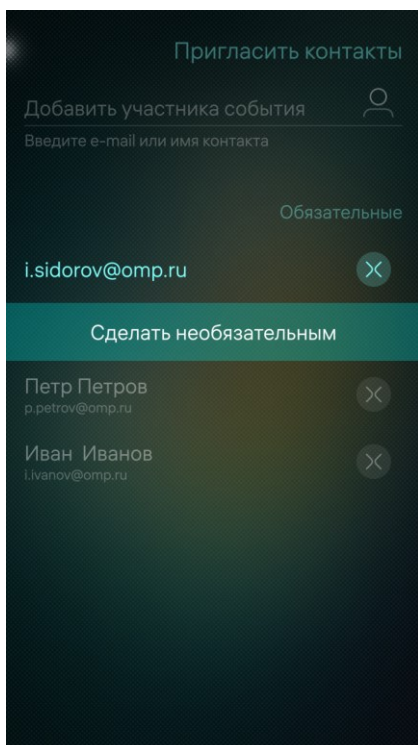 Пригласить контакты
Добавить участника события
Введите e-mail или имя контакта
Обязательные
i.sidorov@omp.ru
Сделать необязательным
Петр Петров
p.petrov@omp.ru
Иван Иванов
i.ivanov@omp.ru